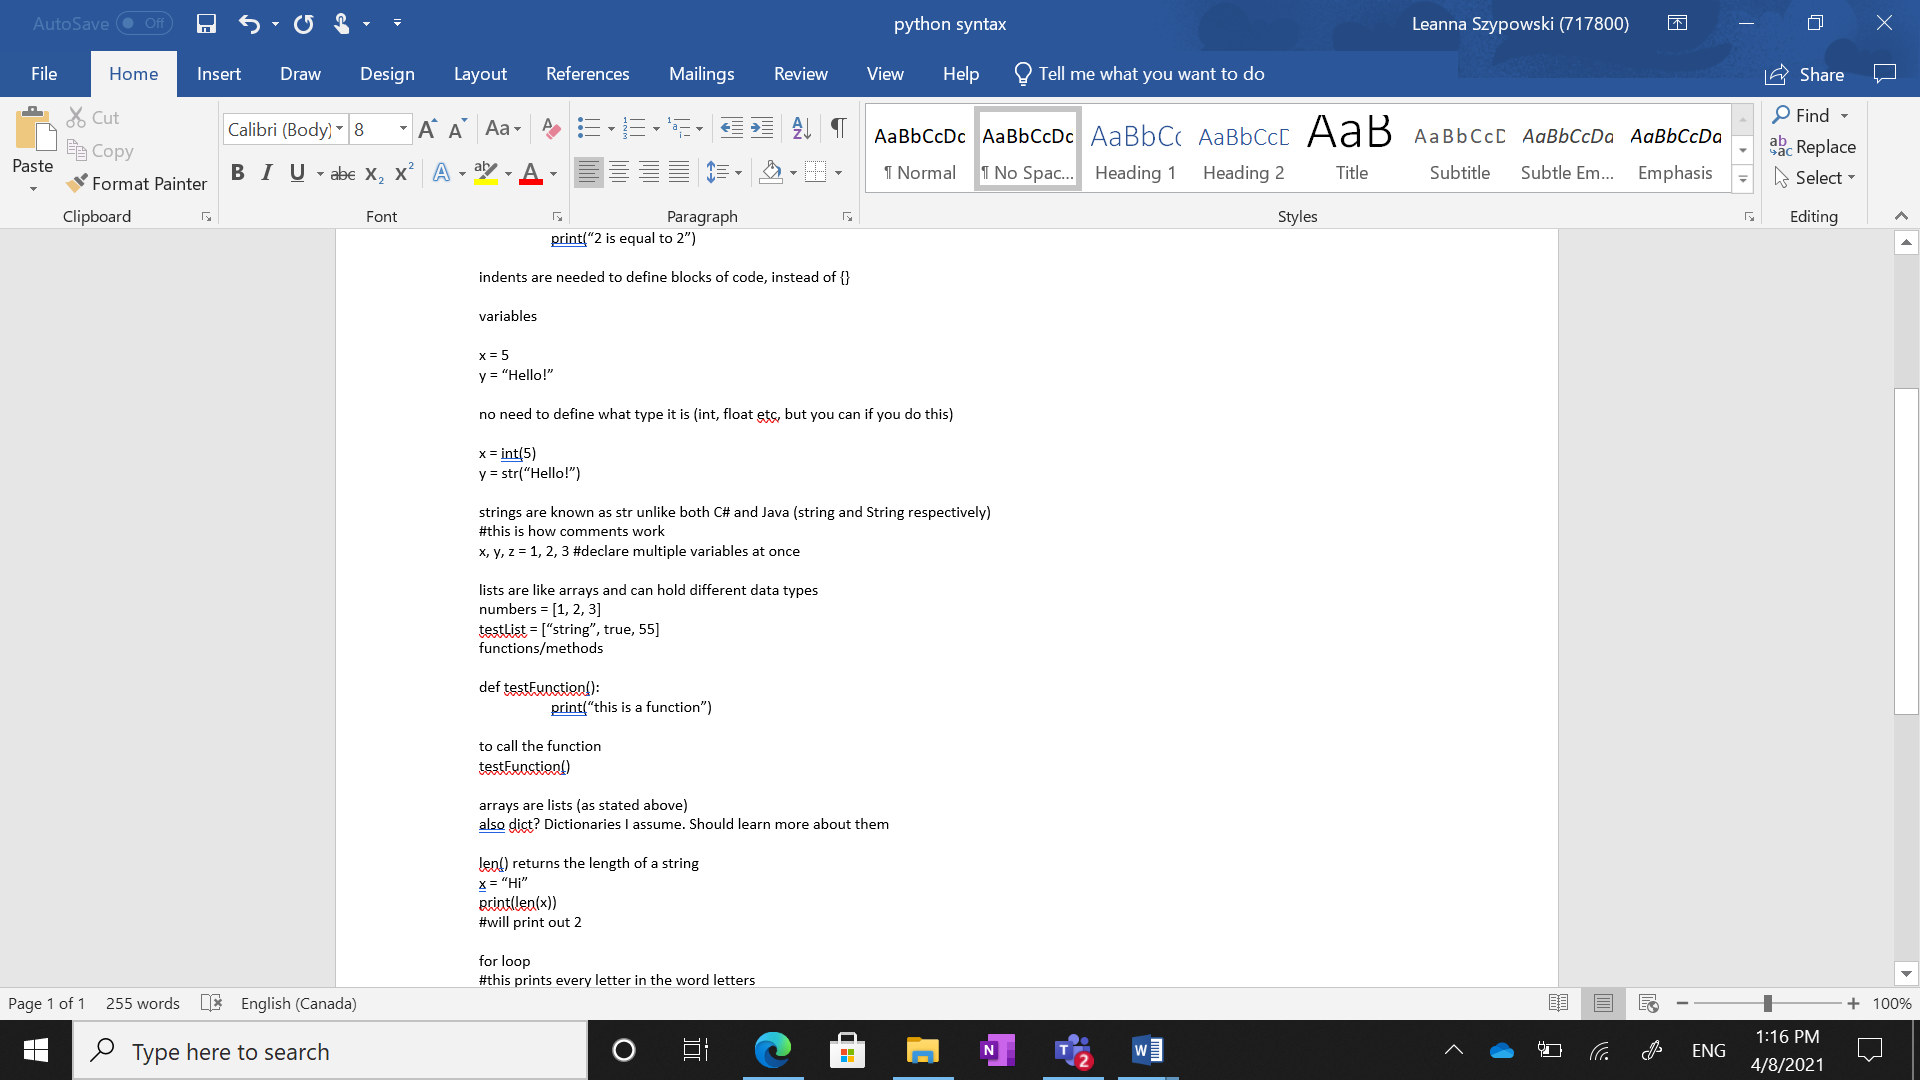 AutoSave Off
python syntax
Leanna Szypowski (717800)
File Home Insert Draw Design Layout References Mailings Review View Help Tell me what you want to do
Share
Paste
Cut
Copy
Format Painter
Clipboard
Calibri (Body) 8
Font
Paragraph
AaBbCcDc AaBbCcDc AaBbCc AaBbCcD AaB AaBbCcD AaBbCcDd AaBbCcDd
¶ Normal ¶ No Spac... Heading 1 Heading 2 Title Subtitle Subtle Em... Emphasis
Styles
Find
Replace
Select
Editing
print(“2 is equal to 2”)
indents are needed to define blocks of code, instead of {}
variables
x = 5
y = “Hello!”
no need to define what type it is (int, float etc, but you can if you do this)
x = int(5)
y = str(“Hello!”)
strings are known as str unlike both C# and Java (string and String respectively)
#this is how comments work
x, y, z = 1, 2, 3 #declare multiple variables at once
lists are like arrays and can hold different data types
numbers = [1, 2, 3]
testList = [“string”, true, 55]
functions/methods
def testFunction():
print(“this is a function”)
to call the function
testFunction()
arrays are lists (as stated above)
also dict? Dictionaries I assume. Should learn more about them
len() returns the length of a string
x = “Hi”
print(len(x))
#will print out 2
for loop
#this prints every letter in the word letters
Page 1 of 1 255 words English (Canada)
100%
Type here to search
2
ENG
1:16 PM
4/8/2021